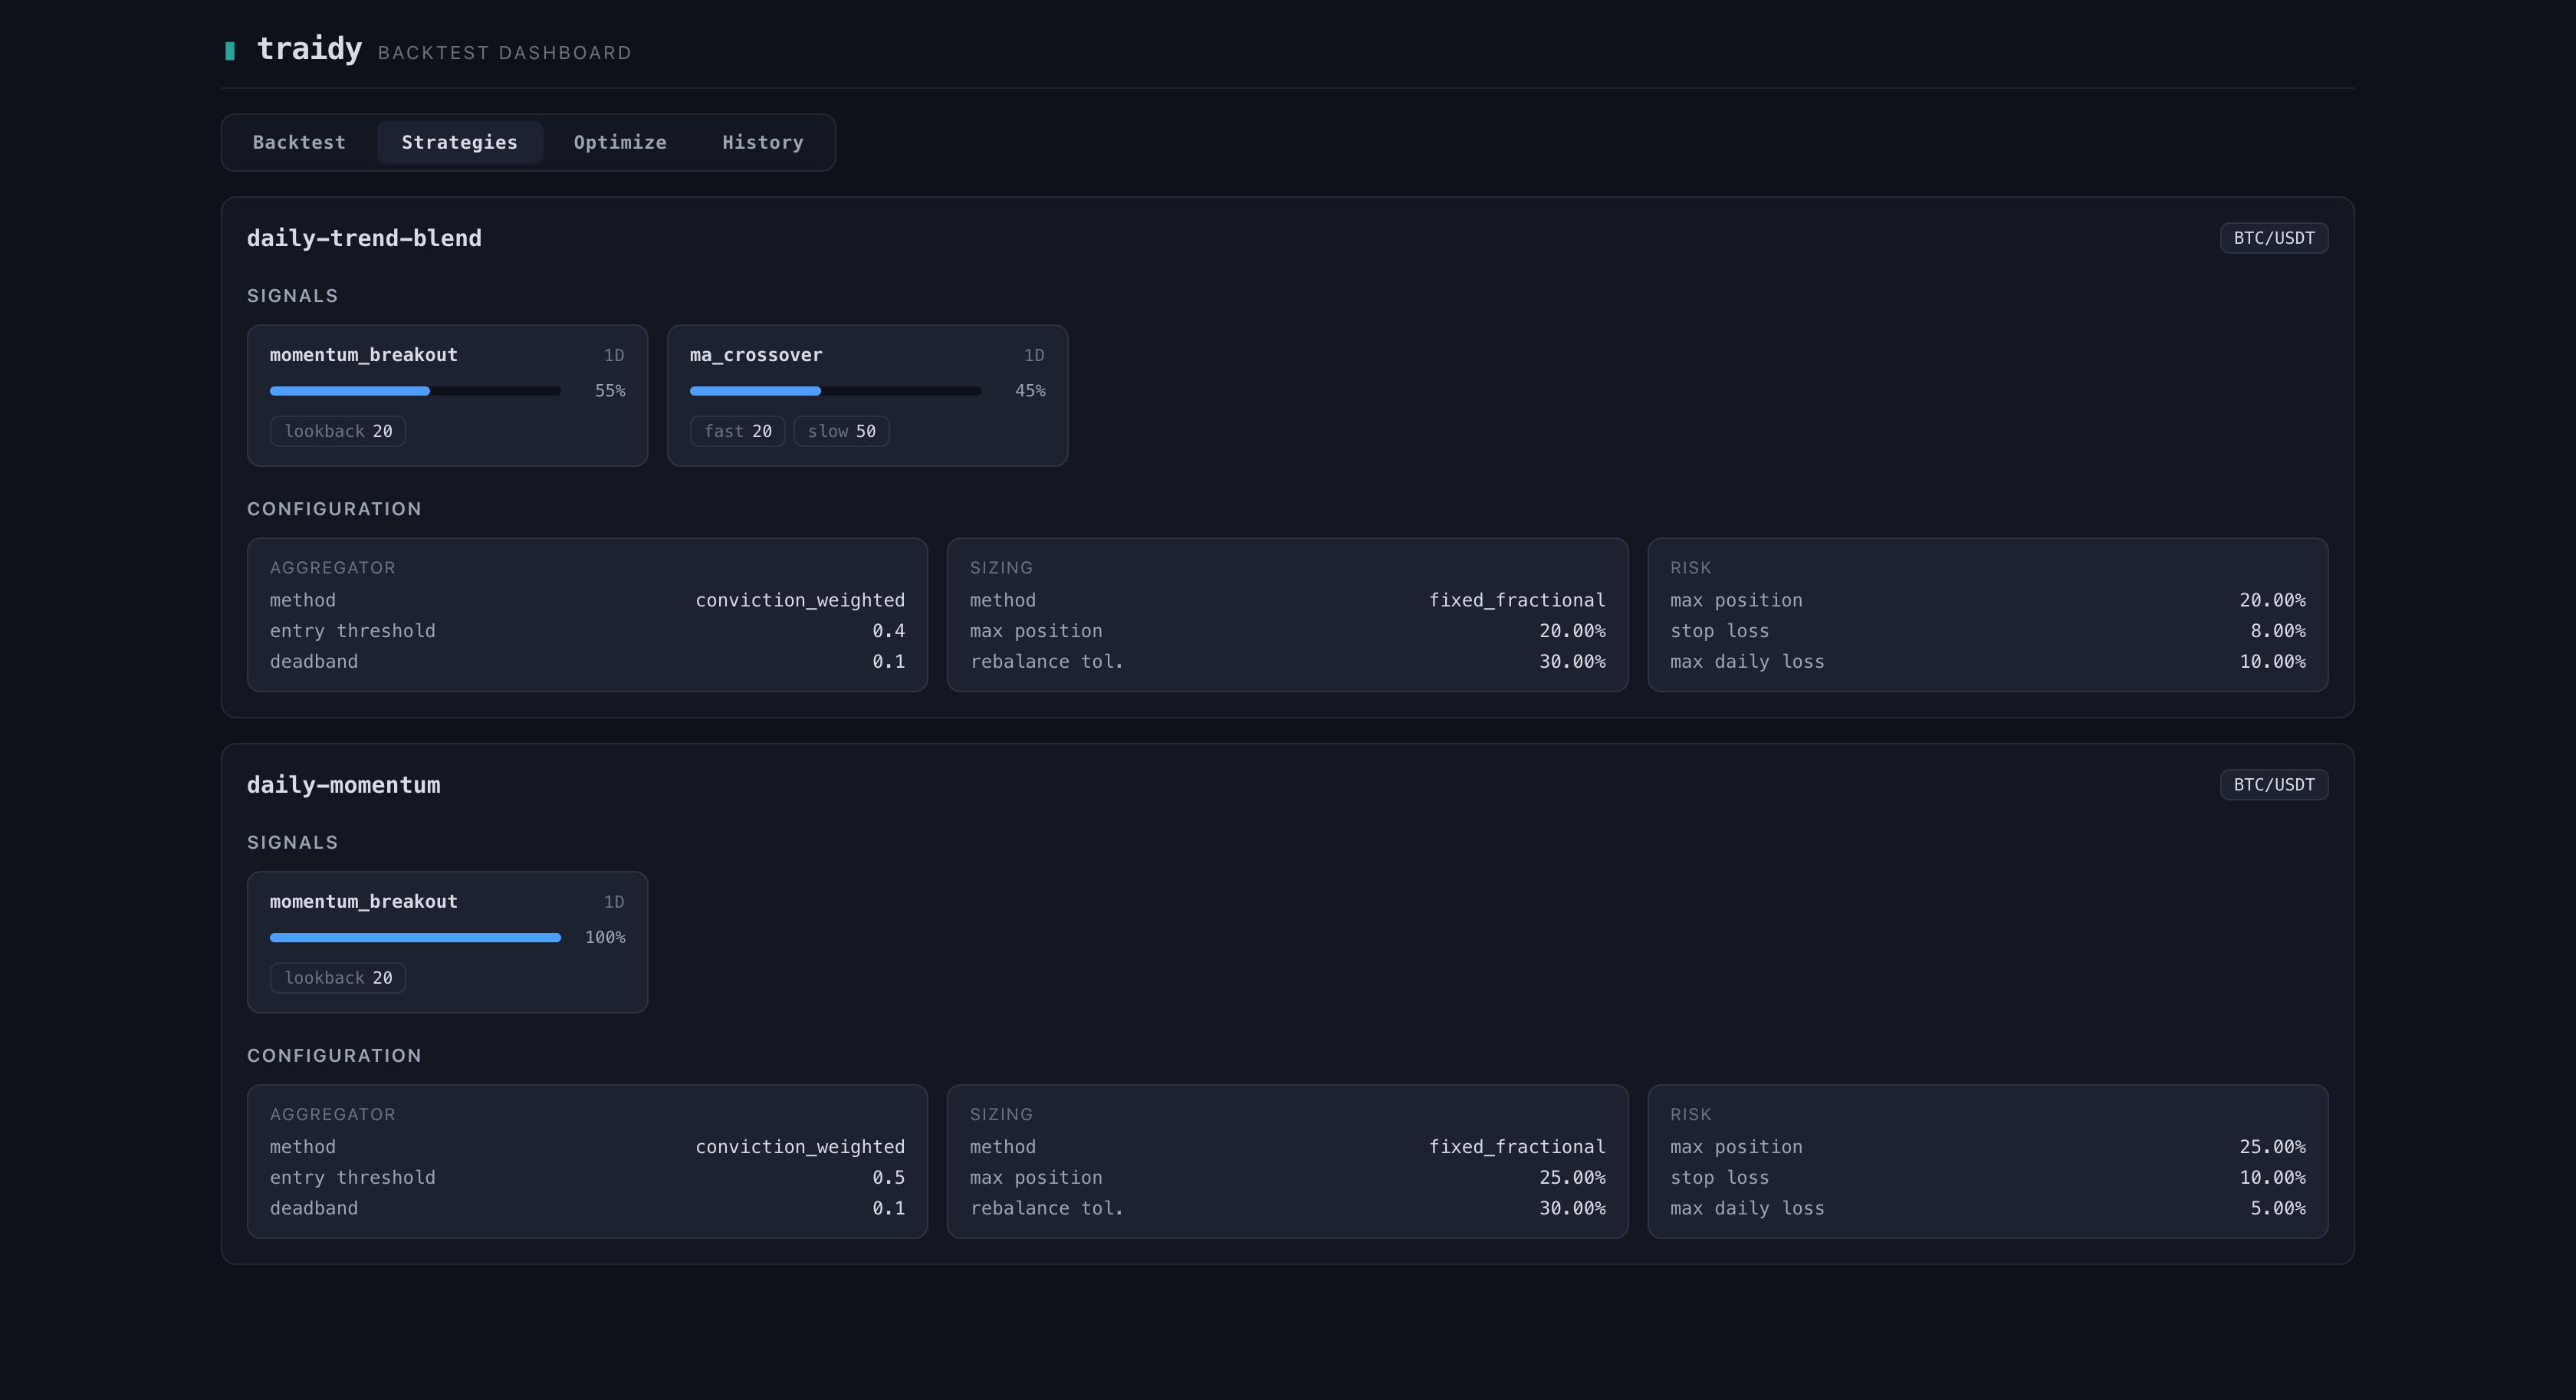 traidy BACKTEST DASHBOARD
Backtest Strategies Optimize History
daily-trend-blend BTC/USDT
SIGNALS
momentum_breakout 1D ma_crossover 1D
55% 45%
lookback 20 fast 20 slow 50
CONFIGURATION
AGGREGATOR SIZING RISK
method conviction_weighted method fixed_fractional max position 20.00%
entry threshold 0.4 max position 20.00% stop loss 8.00%
deadband 0.1 rebalance tol. 30.00% max daily loss 10.00%
daily-momentum BTC/USDT
SIGNALS
momentum_breakout 1D
100%
lookback 20
CONFIGURATION
AGGREGATOR SIZING RISK
method conviction_weighted method fixed_fractional max position 25.00%
entry threshold 0.5 max position 25.00% stop loss 10.00%
deadband 0.1 rebalance tol. 30.00% max daily loss 5.00%